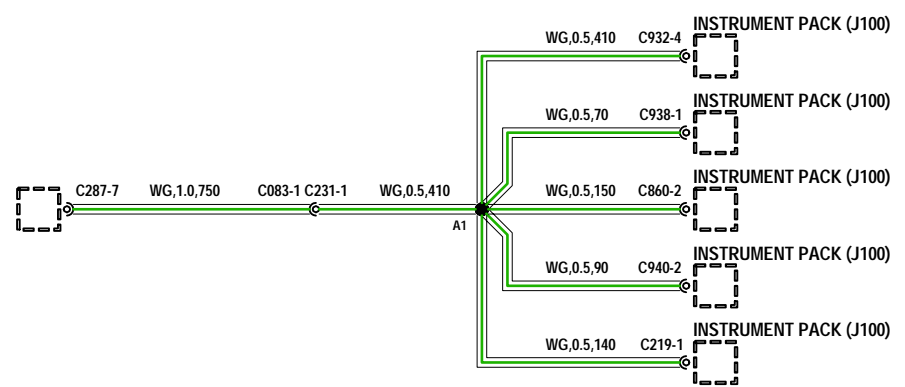 INSTRUMENT PACK (J100)
WG,0.5,410 C932-4
INSTRUMENT PACK (J100)
WG,0.5,70 C938-1
INSTRUMENT PACK (J100)
C287-7 WG,1.0,750 C083-1 C231-1 WG,0.5,410 WG,0.5,150 C860-2
A1
INSTRUMENT PACK (J100)
WG,0.5,90 C940-2
INSTRUMENT PACK (J100)
WG,0.5,140 C219-1